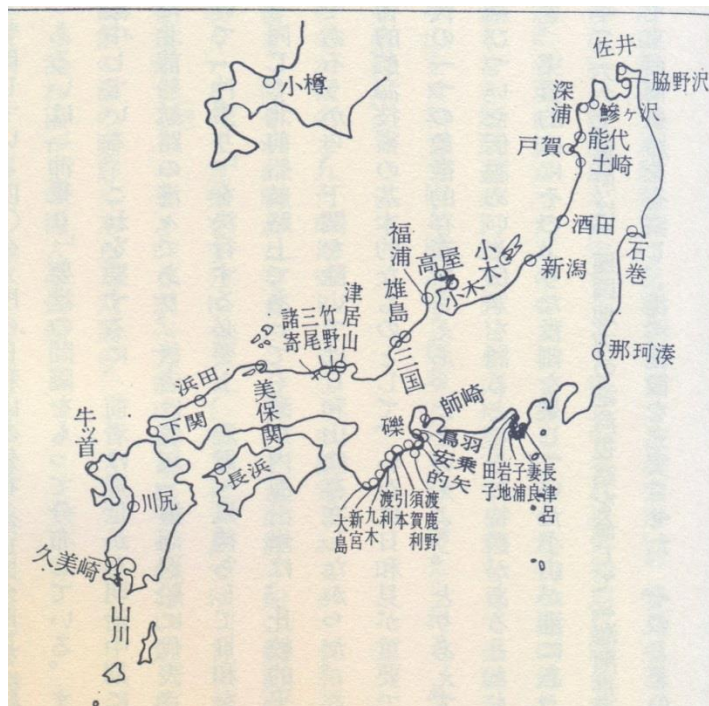 小樽
佐井
脇野沢
深浦
鰺ヶ沢
能代
戸賀
土崎
酒田
石巻
新潟
小木
那珂湊
福浦
高屋
小木
雄島
三国
津居山
竹野
三尾
諸寄
美保関
浜田
下関
牛ッ首
川尻
久美崎
山川
長浜
師崎
鳥羽
礫
安乗
的矢
渡鹿野
須賀利
引本
渡利
九木
新宮
大島
長津呂
妻良
子浦
岩地
田子